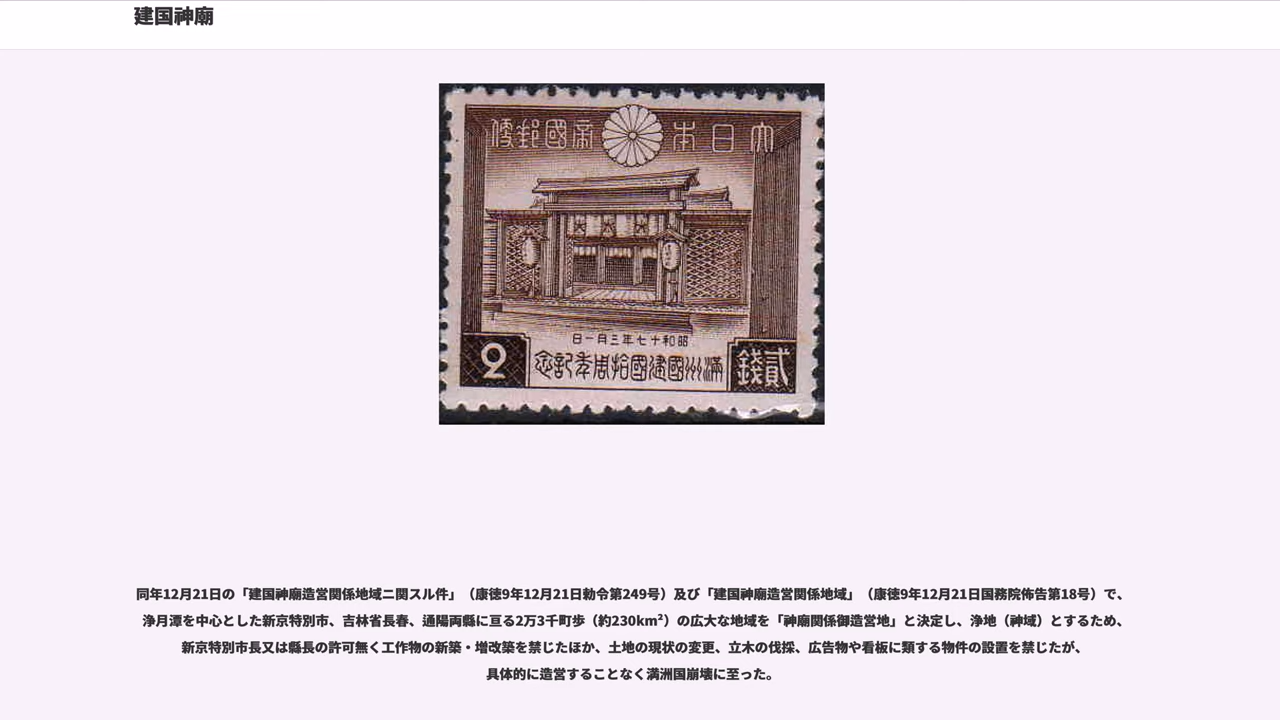 建国神廟
便郵國帝 本日大
日一月三年七十和昭
念記年周拾國建國州滿
2
錢貳
同年12月21日の「建国神廟造営関係地域ニ関スル件」（康徳9年12月21日勅令第249号）及び「建国神廟造営関係地域」（康徳9年12月21日国務院佈告第18号）で、
浄月潭を中心とした新京特別市、吉林省長春、通陽両縣に亘る2万3千町歩（約230km²）の広大な地域を「神廟関係御造営地」と決定し、浄地（神域）とするため、
新京特別市長又は縣長の許可無く工作物の新築・増改築を禁じたほか、土地の現状の変更、立木の伐採、広告物や看板に類する物件の設置を禁じたが、
具体的に造営することなく満洲国崩壊に至った。